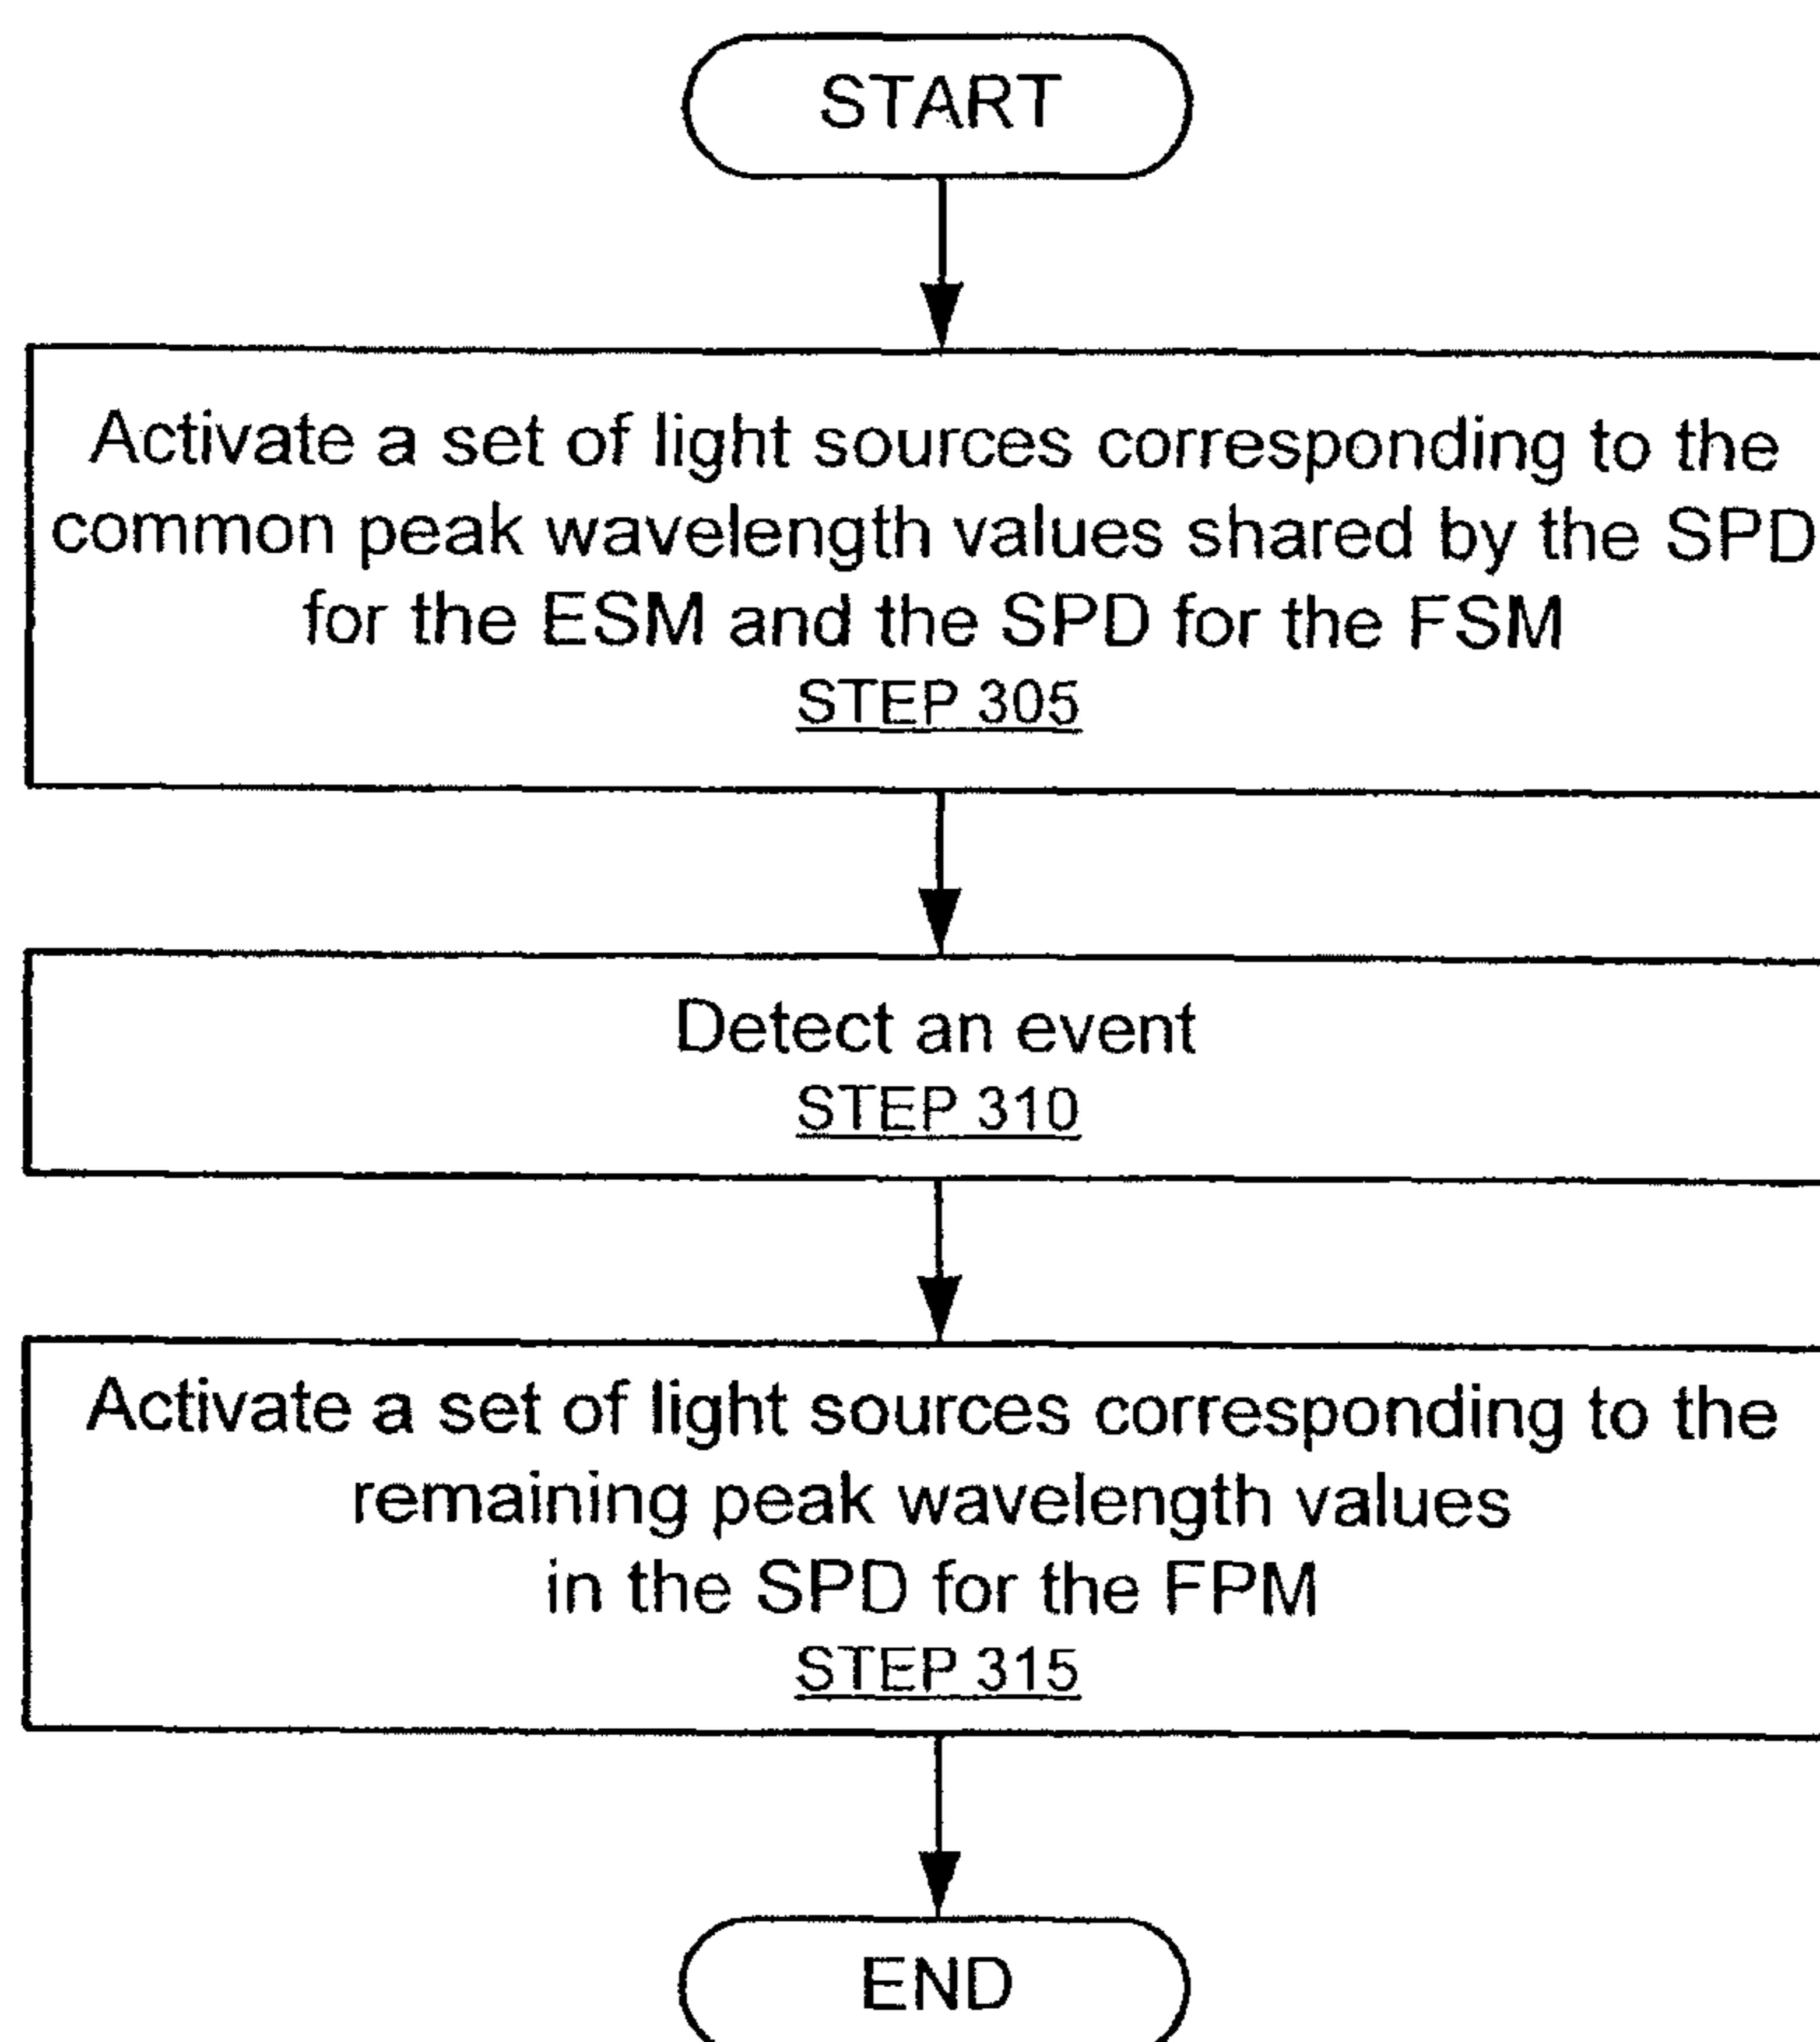 START
Activate a set of light sources corresponding to the
common peak wavelength values shared by the SPD
for the ESM and the SPD for the FSM
STEP 305
Detect an event
STEP 310
Activate a set of light sources corresponding to the
remaining peak wavelength values
in the SPD for the FPM
STEP 315
END